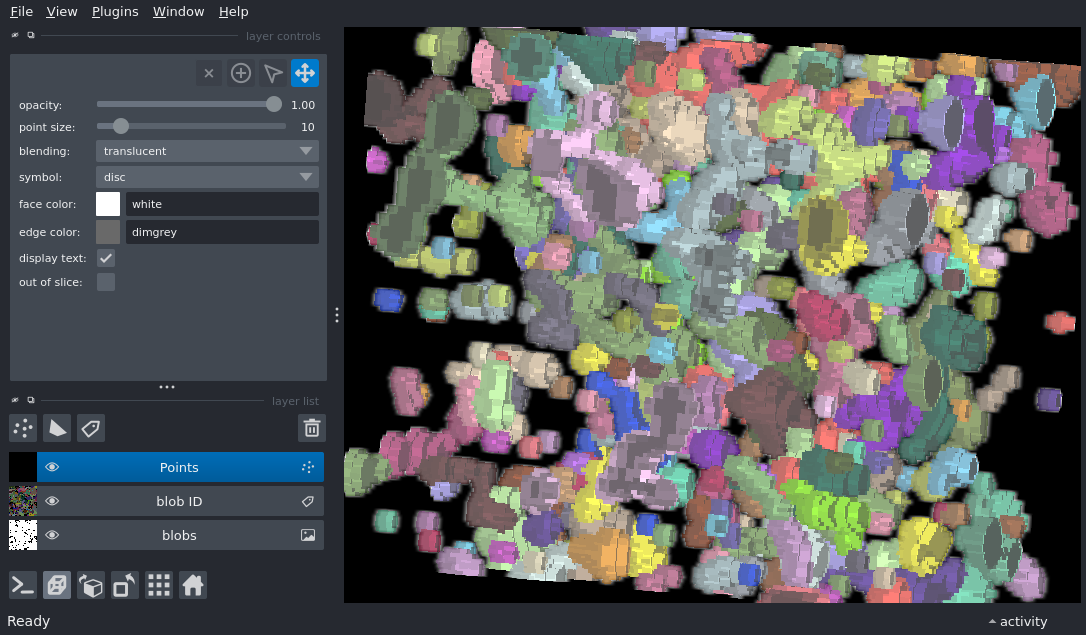 File View Plugins Window Help
layer controls
opacity: 1.00
point size: 10
blending: translucent
symbol: disc
face color: white
edge color: dimgrey
display text:
out of slice:
layer list
Points
blob ID
blobs
Ready
activity